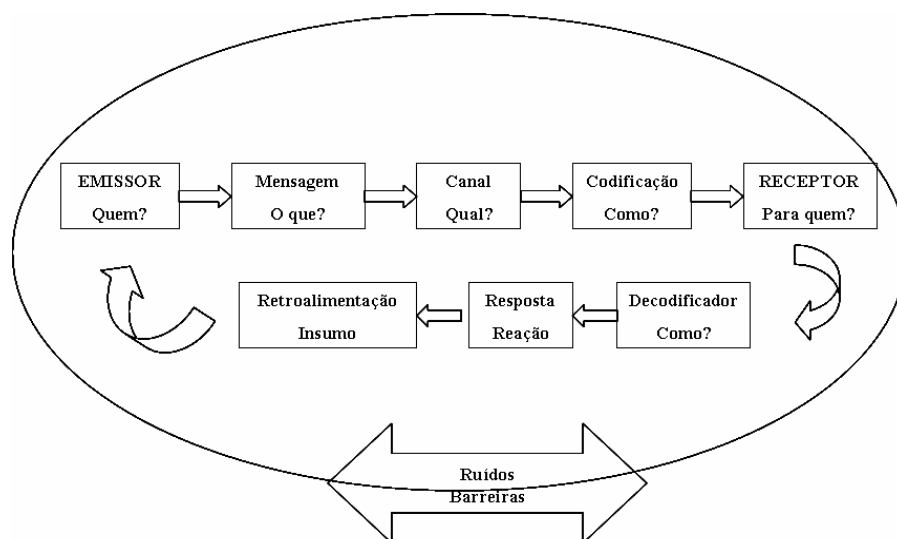 EMISSOR
Quem?
Mensagem
O que?
Canal
Qual?
Codificação
Como?
RECEPTOR
Para quem?
Retroalimentação
Insumo
Resposta
Reação
Decodificador
Como?
Ruídos
Barreiras